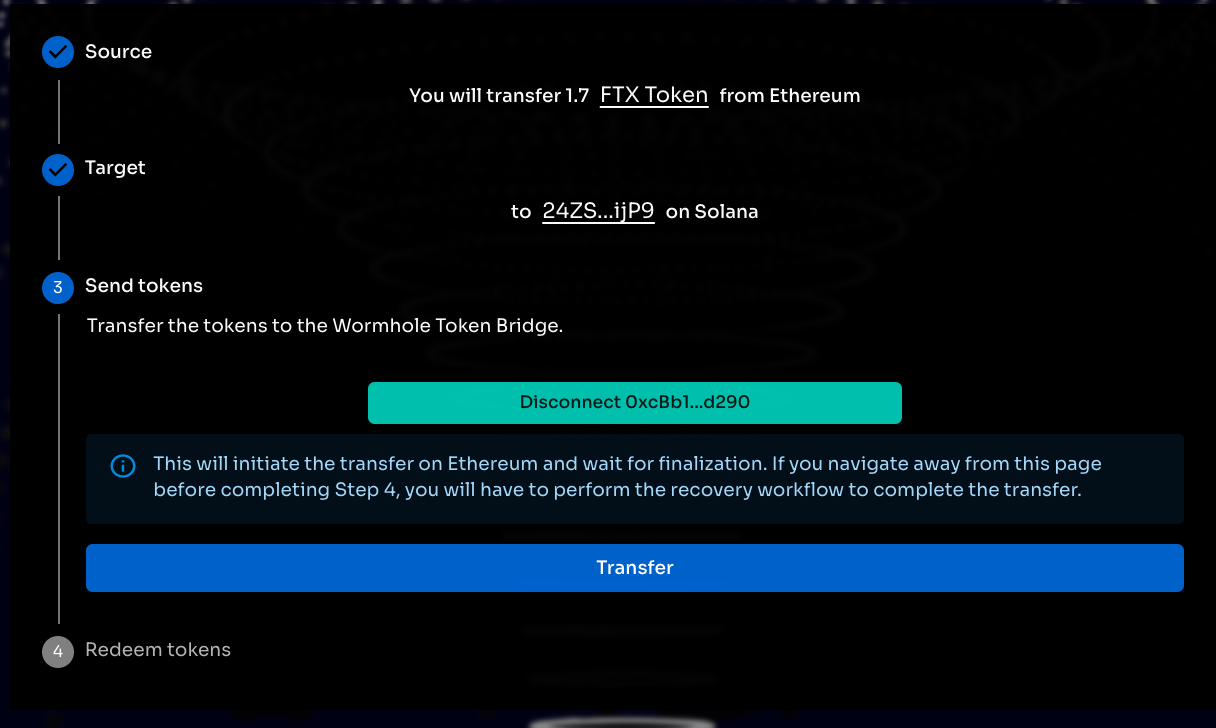 Source
You will transfer 1.7 FTX Token from Ethereum
Target
to 24ZS...ijP9 on Solana
3 Send tokens
Transfer the tokens to the Wormhole Token Bridge.
Disconnect 0xcBb1...d290
This will initiate the transfer on Ethereum and wait for finalization. If you navigate away from this page
before completing Step 4, you will have to perform the recovery workflow to complete the transfer.
Transfer
4 Redeem tokens